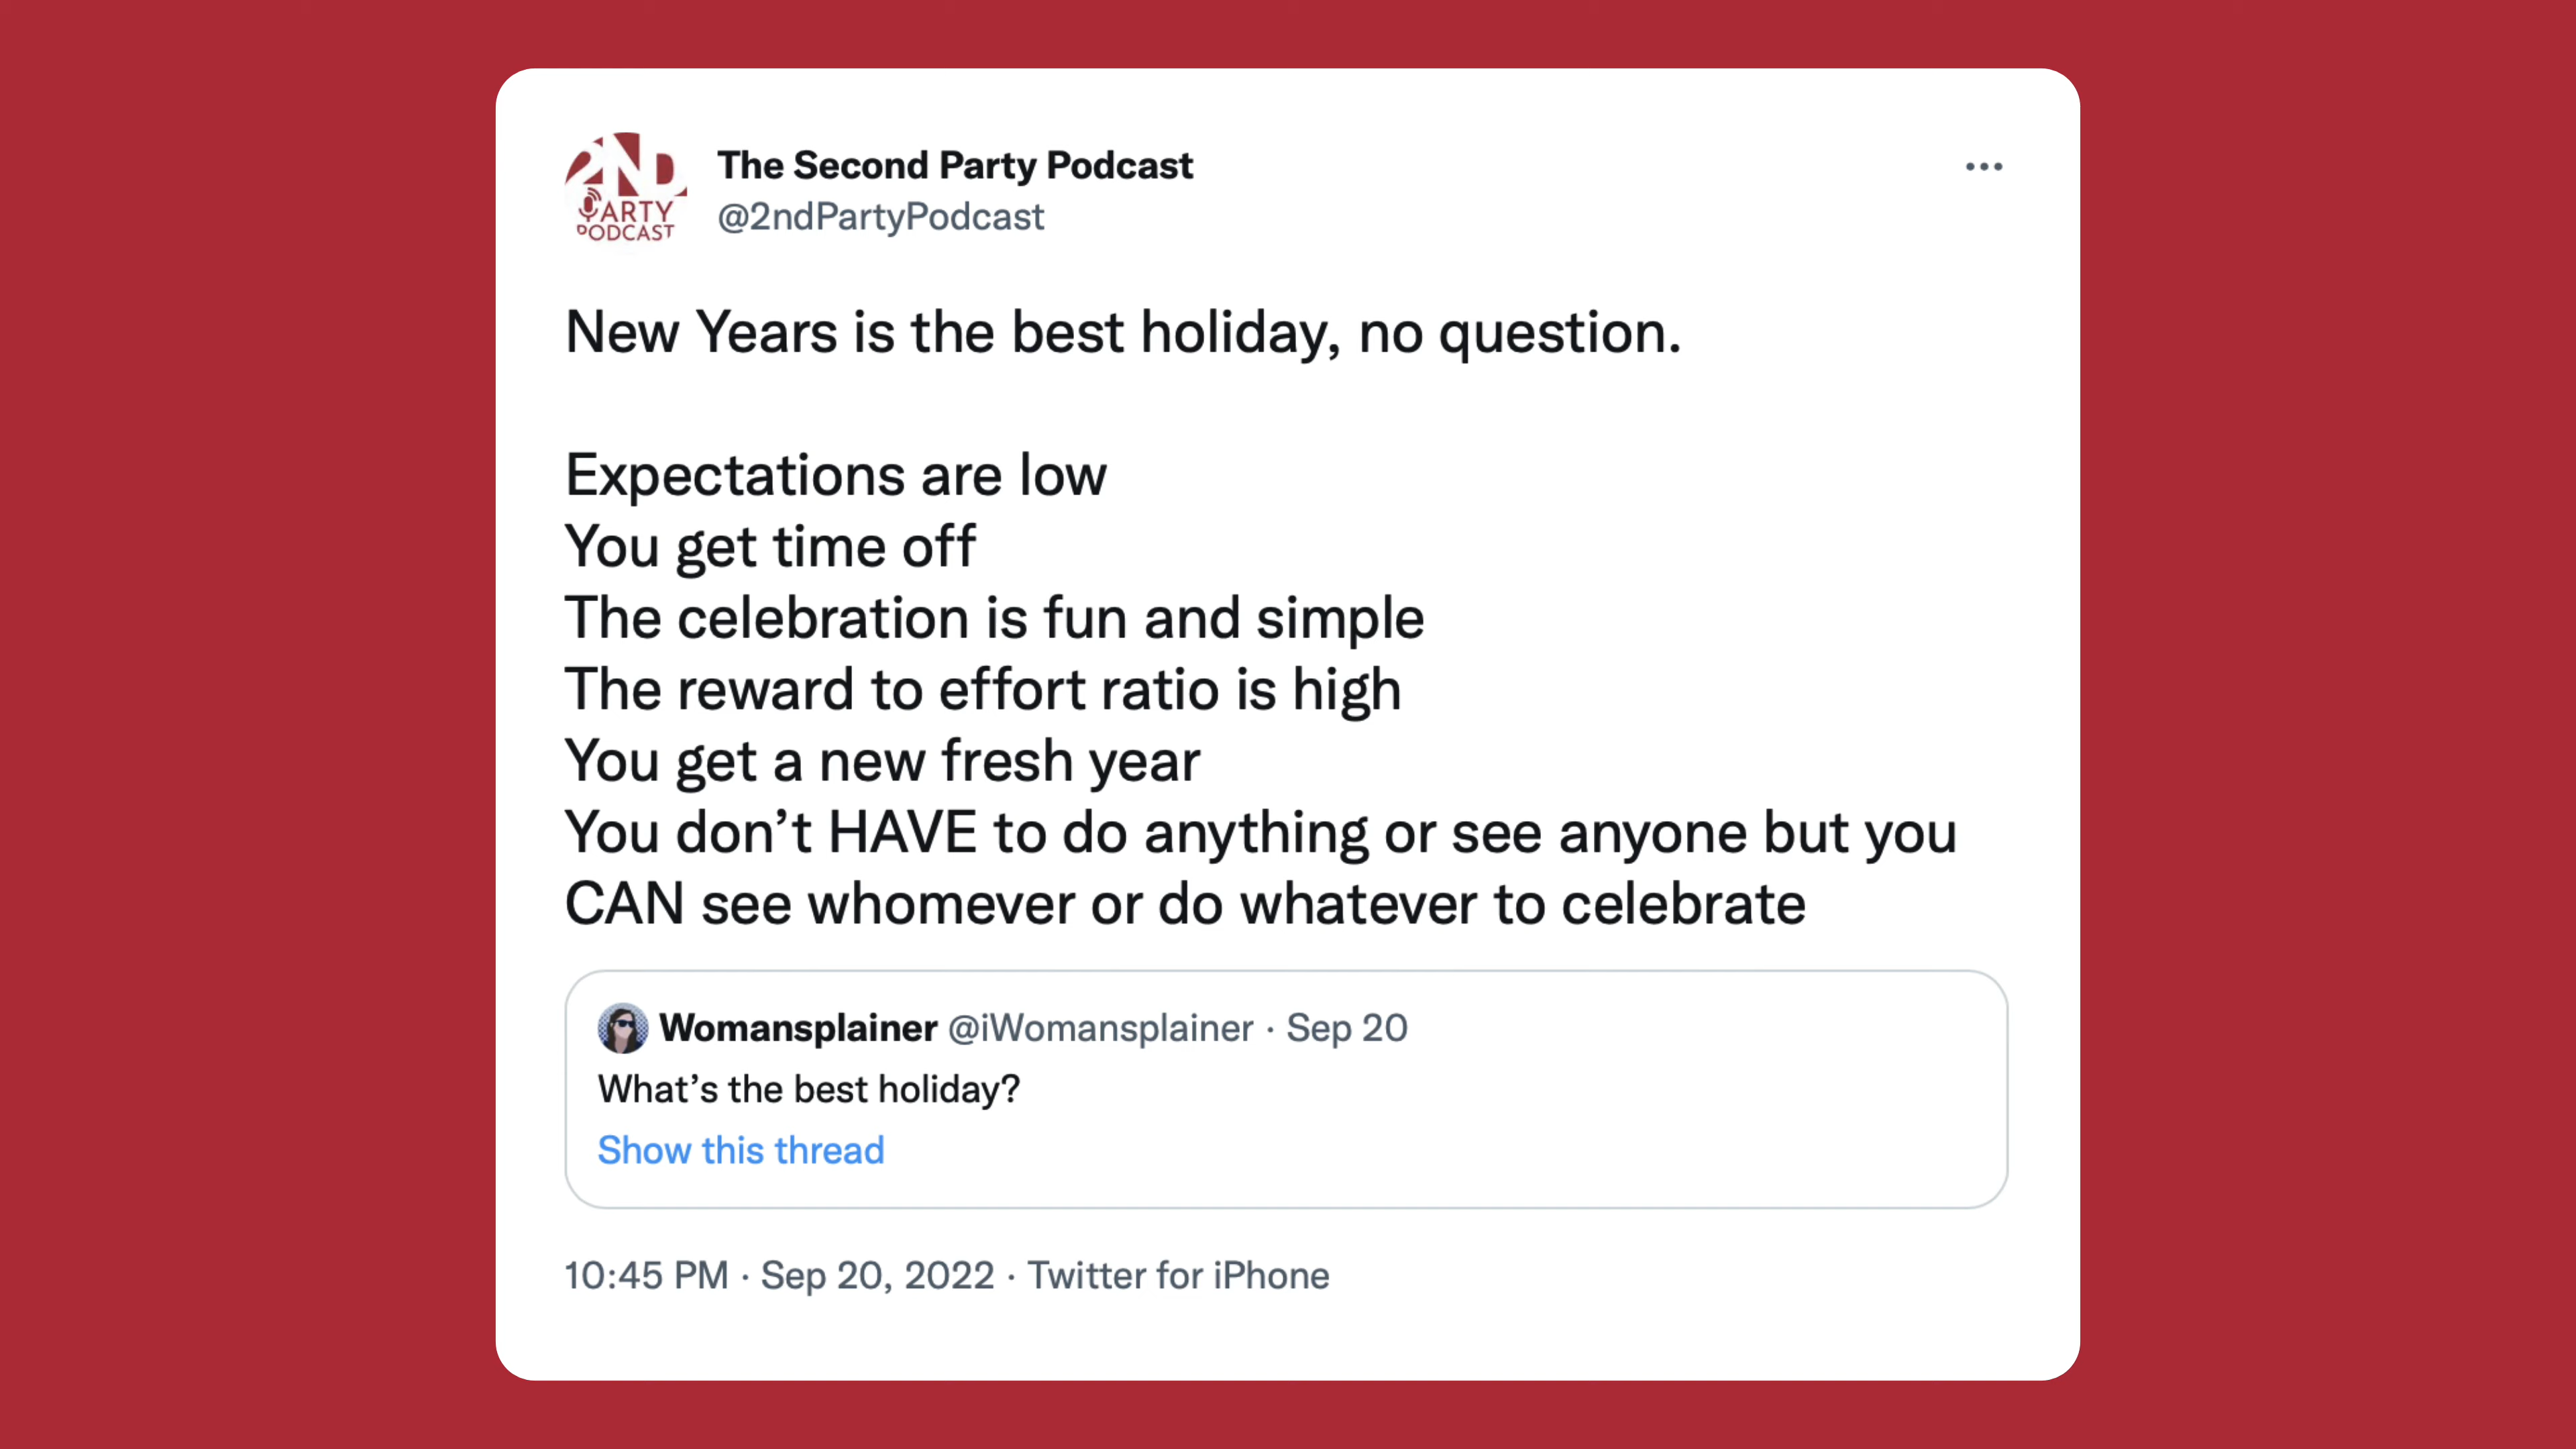 2ND
PARTY
PODCAST
The Second Party Podcast
@2ndPartyPodcast
New Years is the best holiday, no question.
Expectations are low
You get time off
The celebration is fun and simple
The reward to effort ratio is high
You get a new fresh year
You don’t HAVE to do anything or see anyone but you
CAN see whomever or do whatever to celebrate
Womansplainer @iWomansplainer · Sep 20
What’s the best holiday?
Show this thread
10:45 PM · Sep 20, 2022 · Twitter for iPhone